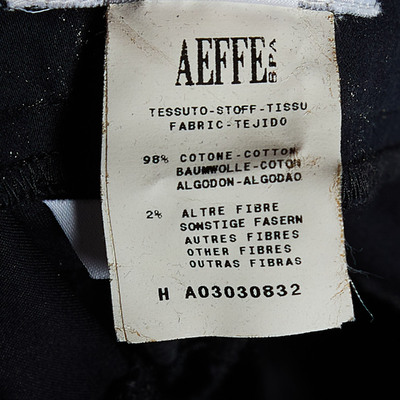 AEFFE SPA
TESSUTO-STOFF-TISSU
FABRIC-TEJIDO
98% COTONE-COTTON
BAUMWOLLE-COTON
ALGODON-ALGODAO
2% ALTRE FIBRE
SONSTIGE FASERN
AUTRES FIBRES
OTHER FIBRES
OUTRAS FIBRAS
H A03030832